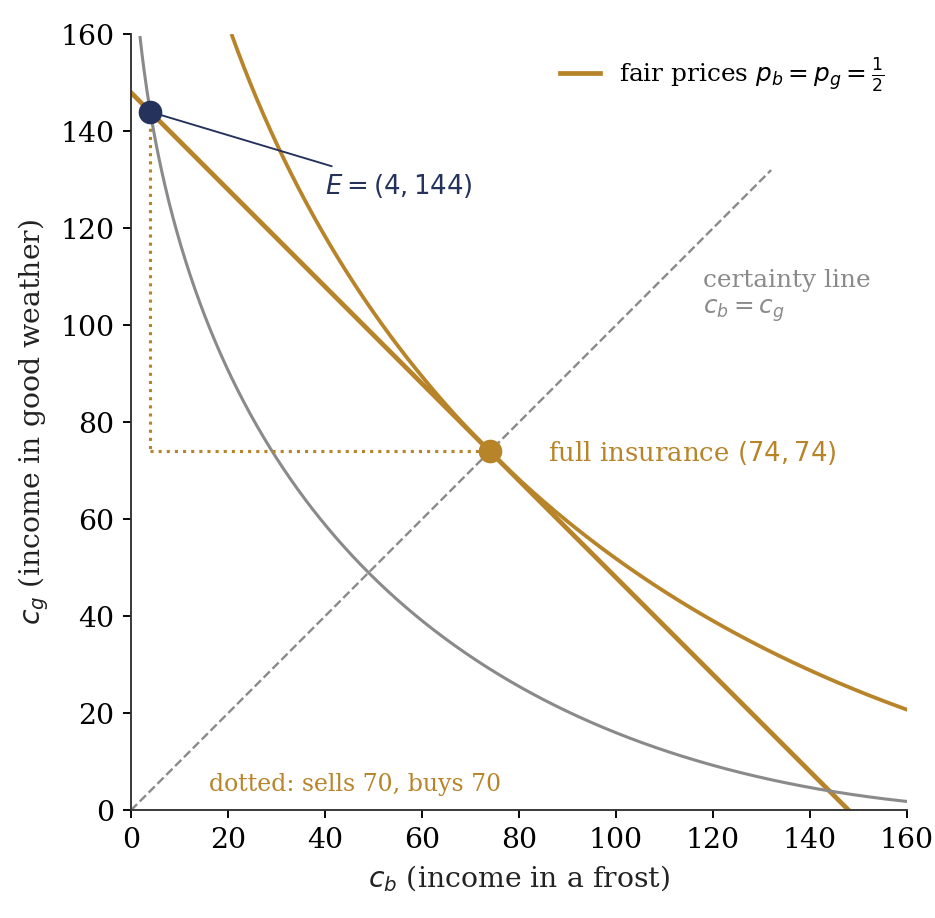 160
140
120
100
80
60
40
20
0
c_g (income in good weather)
fair prices p_b = p_g = 1/2
E = (4, 144)
certainty line
c_b = c_g
full insurance (74, 74)
dotted: sells 70, buys 70
0 20 40 60 80 100 120 140 160
c_b (income in a frost)